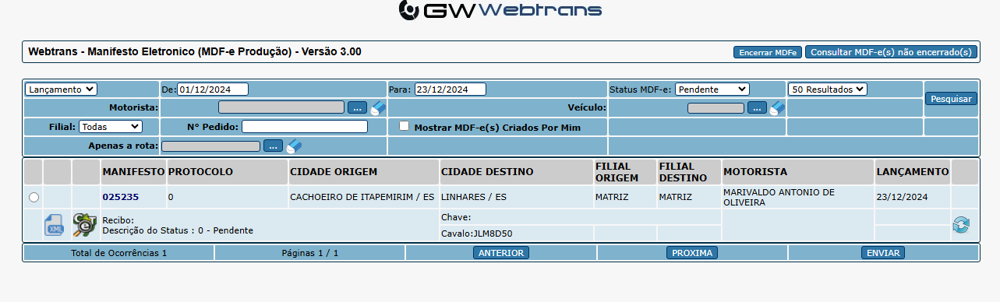 GW Webtrans
Webtrans - Manifesto Eletronico (MDF-e Produção) - Versão 3.00
Encerrar MDFe
Consultar MDF-e(s) não encerrado(s)
Lançamento De: 01/12/2024 Para: 23/12/2024 Status MDF-e: Pendente 50 Resultados
Pesquisar
Motorista: ... Veículo: ...
Filial: Todas N° Pedido: Mostrar MDF-e(s) Criados Por Mim
Apenas a rota: ...
MANIFESTO PROTOCOLO CIDADE ORIGEM CIDADE DESTINO FILIAL ORIGEM FILIAL DESTINO MOTORISTA LANÇAMENTO
025235 0 CACHOEIRO DE ITAPEMIRIM / ES LINHARES / ES MATRIZ MATRIZ MARIVALDO ANTONIO DE OLIVEIRA 23/12/2024
XML
Recibo:
Descrição do Status : 0 - Pendente
Chave:
Cavalo:JLM8D50
Total de Ocorrências 1 Páginas 1 / 1 ANTERIOR PROXIMA ENVIAR